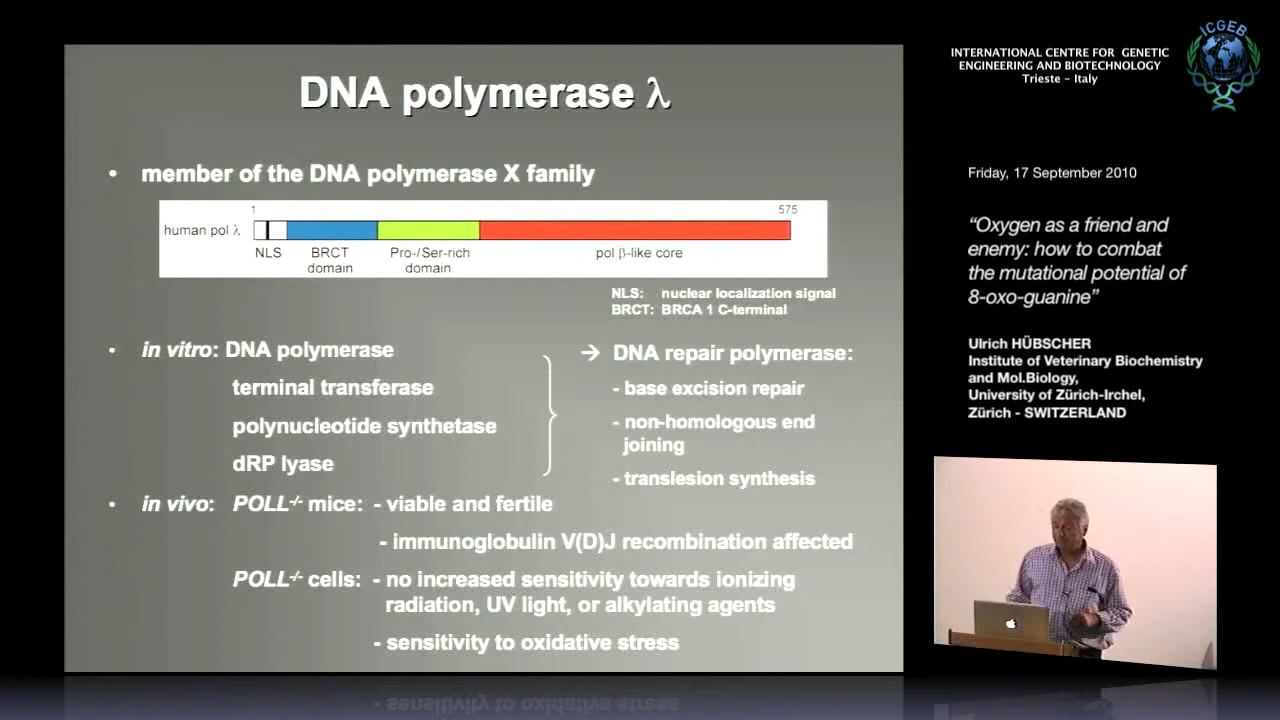 DNA polymerase λ
• member of the DNA polymerase X family
1 575
human pol λ
NLS BRCT domain Pro-/Ser-rich domain pol β-like core
NLS: nuclear localization signal
BRCT: BRCA 1 C-terminal
• in vitro: DNA polymerase
terminal transferase
polynucleotide synthetase
dRP lyase
→ DNA repair polymerase:
- base excision repair
- non-homologous end
joining
- translesion synthesis
• in vivo: POLL-/- mice: - viable and fertile
- immunoglobulin V(D)J recombination affected
POLL-/- cells: - no increased sensitivity towards ionizing
radiation, UV light, or alkylating agents
- sensitivity to oxidative stress
INTERNATIONAL CENTRE FOR GENETIC
ENGINEERING AND BIOTECHNOLOGY
Trieste - Italy
ICGEB
Friday, 17 September 2010
“Oxygen as a friend and
enemy: how to combat
the mutational potential of
8-oxo-guanine”
Ulrich HÜBSCHER
Institute of Veterinary Biochemistry
and Mol.Biology,
University of Zürich-Irchel,
Zürich - SWITZERLAND